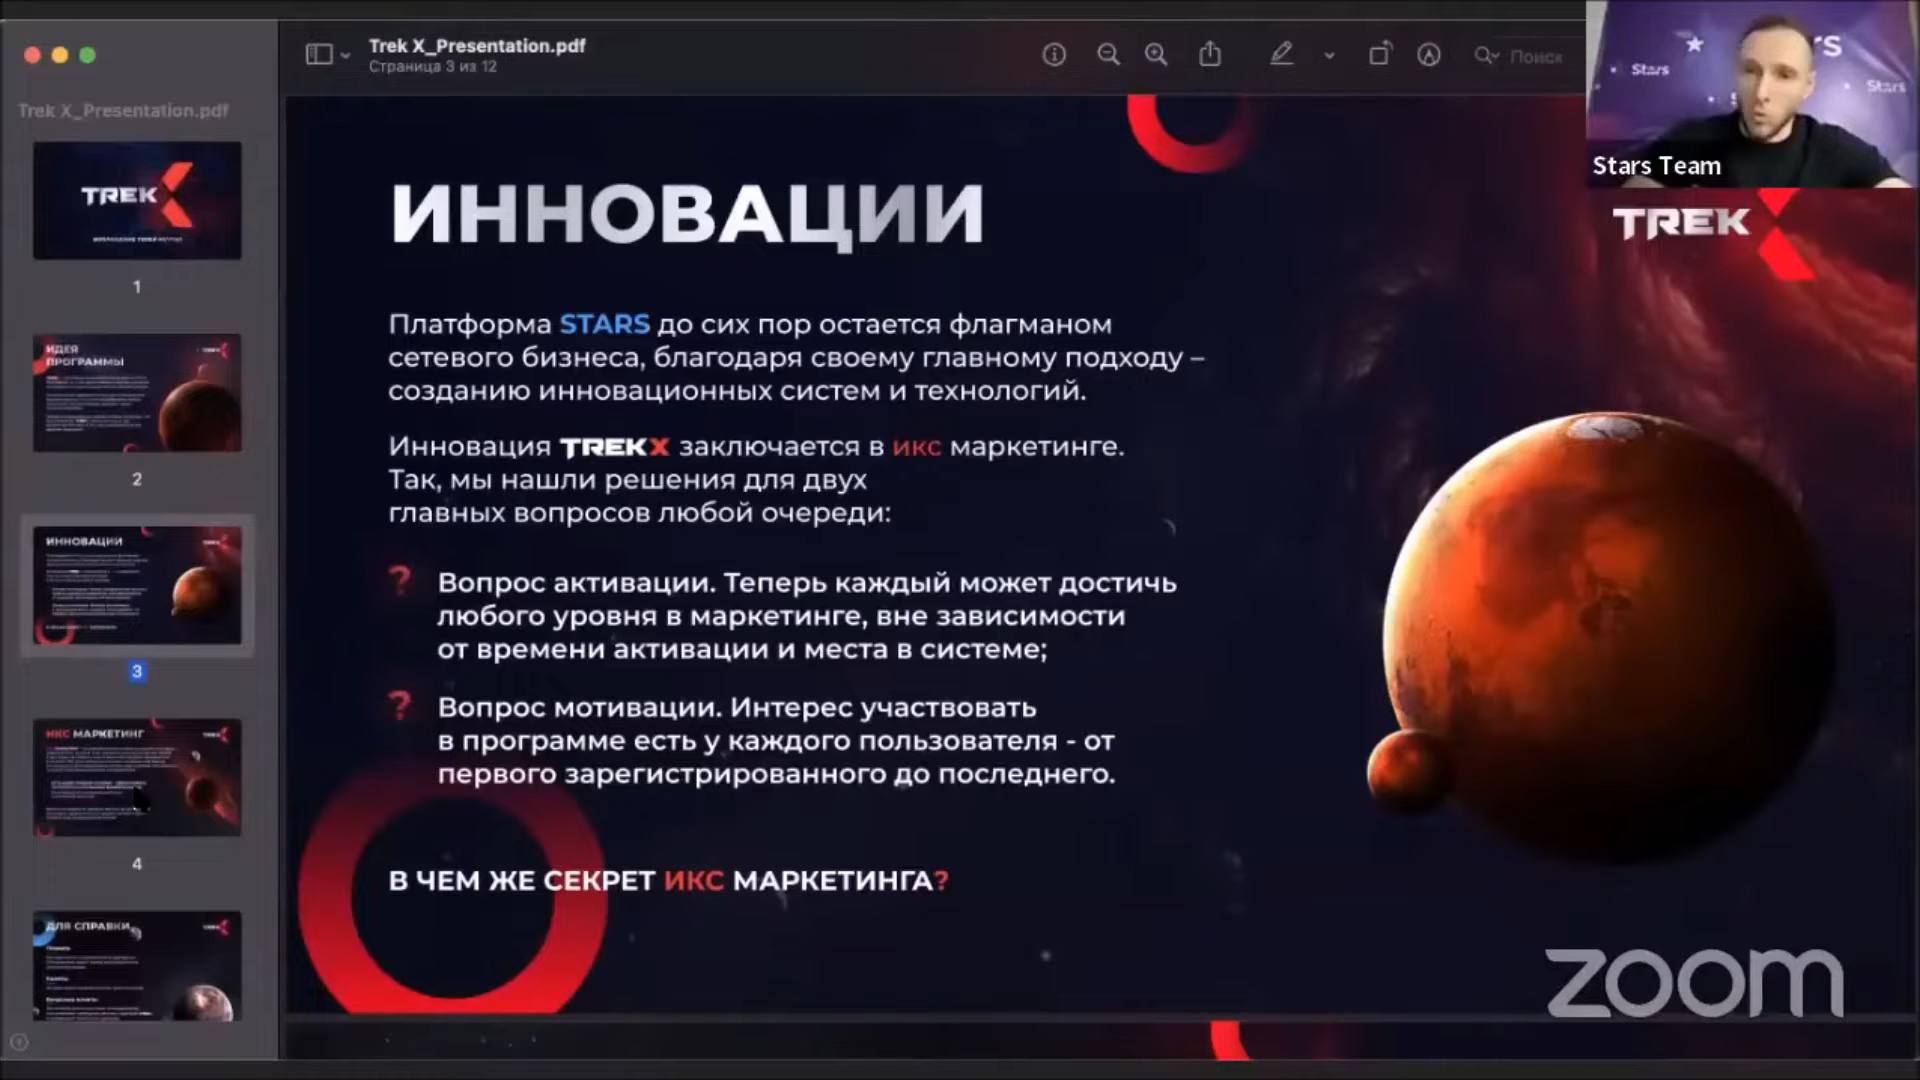 Trek X_Presentation.pdf
Страница 3 из 12
Поиск
Stars
Stars
Stars Team
Trek X_Presentation.pdf
TREK X
1
ИДЕЯ
ПРОГРАММЫ
2
ИННОВАЦИИ
3
ИКС МАРКЕТИНГ
4
ДЛЯ СПРАВКИ
TREK X
ИННОВАЦИИ
Платформа STARS до сих пор остается флагманом
сетевого бизнеса, благодаря своему главному подходу –
созданию инновационных систем и технологий.
Инновация TREKX заключается в икс маркетинге.
Так, мы нашли решения для двух
главных вопросов любой очереди:
? Вопрос активации. Теперь каждый может достичь
любого уровня в маркетинге, вне зависимости
от времени активации и места в системе;
? Вопрос мотивации. Интерес участвовать
в программе есть у каждого пользователя - от
первого зарегистрированного до последнего.
В ЧЕМ ЖЕ СЕКРЕТ ИКС МАРКЕТИНГА?
zoom